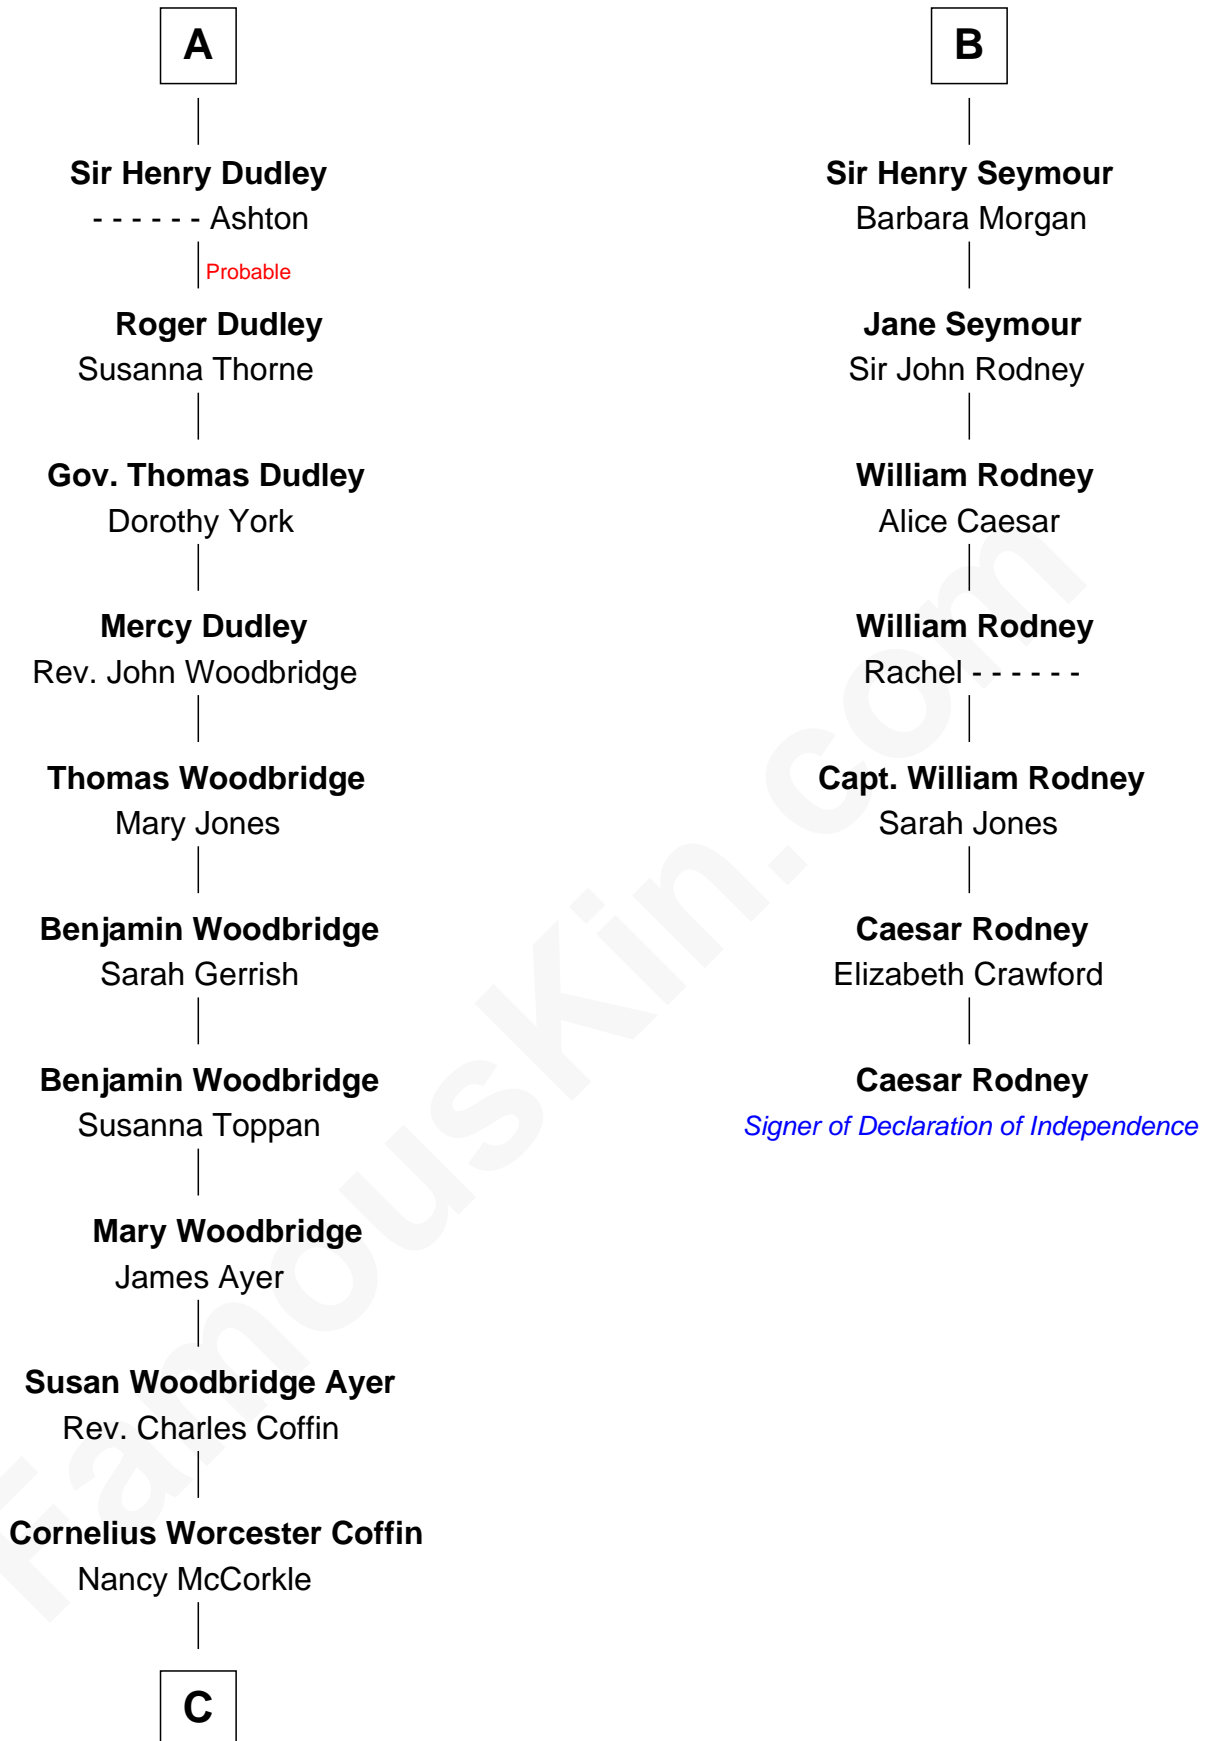 A
Sir Henry Dudley
- - - - - - Ashton
Probable
Roger Dudley
Susanna Thorne
Gov. Thomas Dudley
Dorothy York
Mercy Dudley
Rev. John Woodbridge
Thomas Woodbridge
Mary Jones
Benjamin Woodbridge
Sarah Gerrish
Benjamin Woodbridge
Susanna Toppan
Mary Woodbridge
James Ayer
Susan Woodbridge Ayer
Rev. Charles Coffin
Cornelius Worcester Coffin
Nancy McCorkle
C
B
Sir Henry Seymour
Barbara Morgan
Jane Seymour
Sir John Rodney
William Rodney
Alice Caesar
William Rodney
Rachel - - - - - -
Capt. William Rodney
Sarah Jones
Caesar Rodney
Elizabeth Crawford
Caesar Rodney
Signer of Declaration of Independence
FamousKin.com